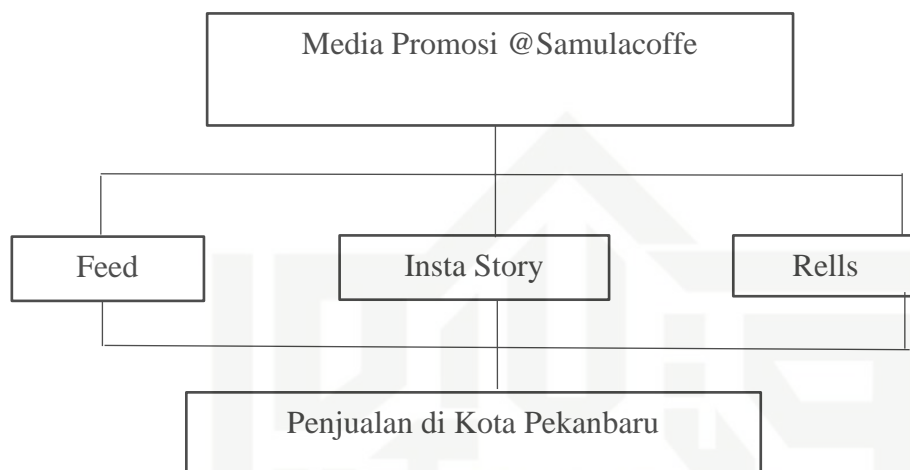 Media Promosi @Samulacoffe
Feed
Insta Story
Rells
Penjualan di Kota Pekanbaru